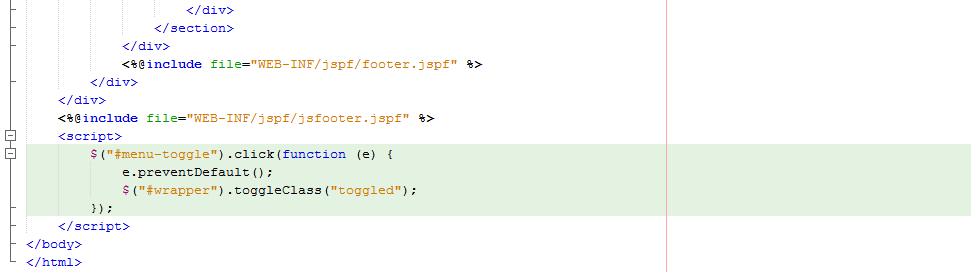 </div>
</section>
</div>
<%@include file="WEB-INF/jspf/footer.jspf" %>
</div>
</div>
<%@include file="WEB-INF/jspf/jsfooter.jspf" %>
<script>
$("#menu-toggle").click(function (e) {
e.preventDefault();
$("#wrapper").toggleClass("toggled");
});
</script>
</body>
</html>